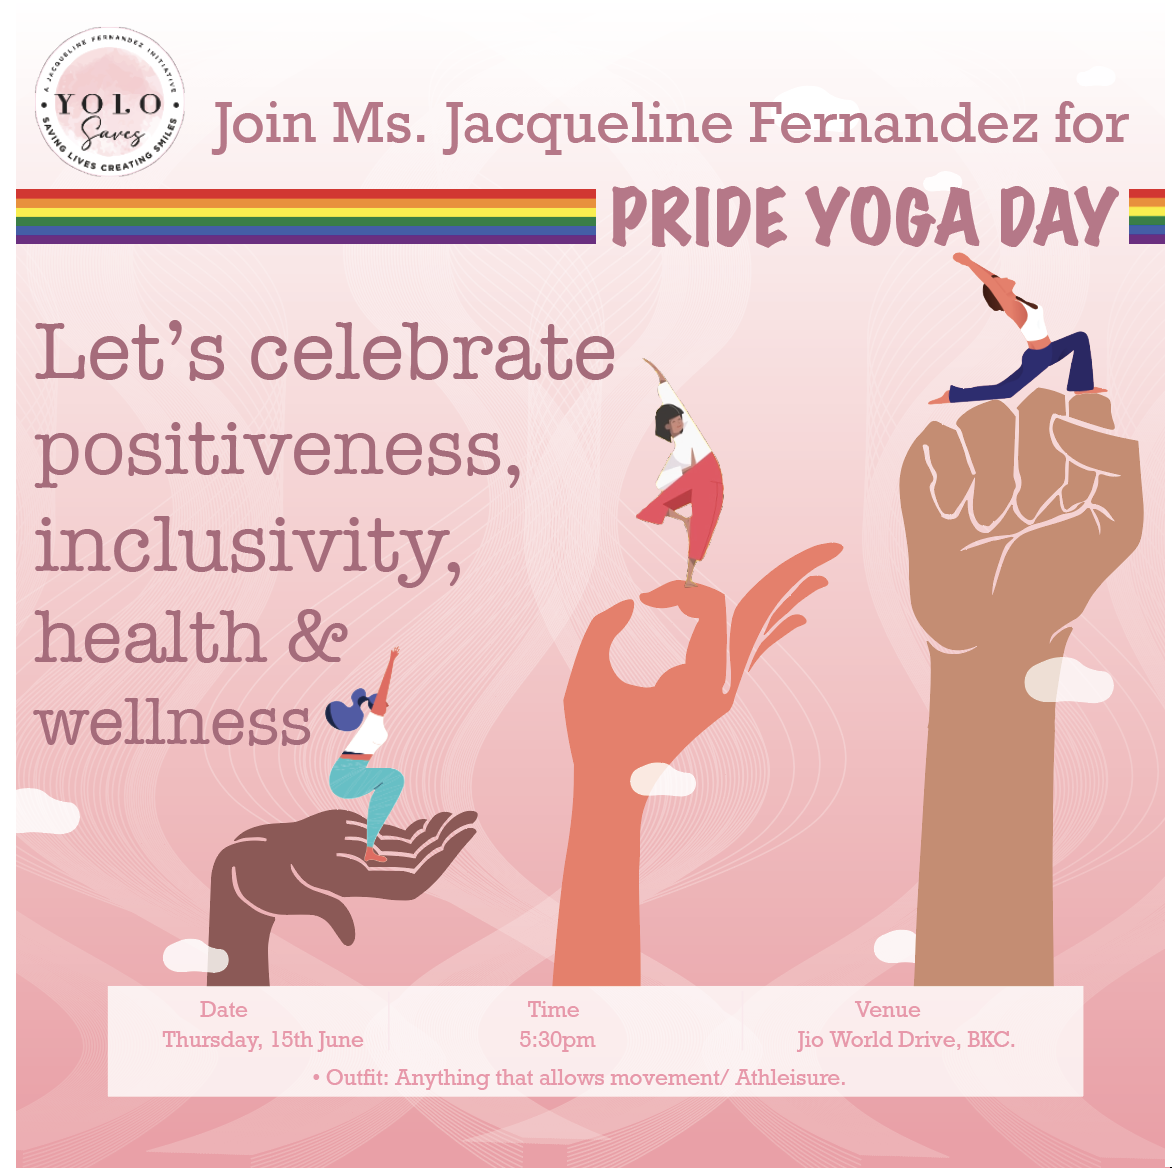 A JACQUELINE FERNANDEZ INITIATIVE
YOLO
Saves
SAVING LIVES CREATING SMILES
Join Ms. Jacqueline Fernandez for
PRIDE YOGA DAY
Let's celebrate
positiveness,
inclusivity,
health &
wellness
Date
Thursday, 15th June
Time
5:30pm
Venue
Jio World Drive, BKC.
• Outfit: Anything that allows movement/ Athleisure.